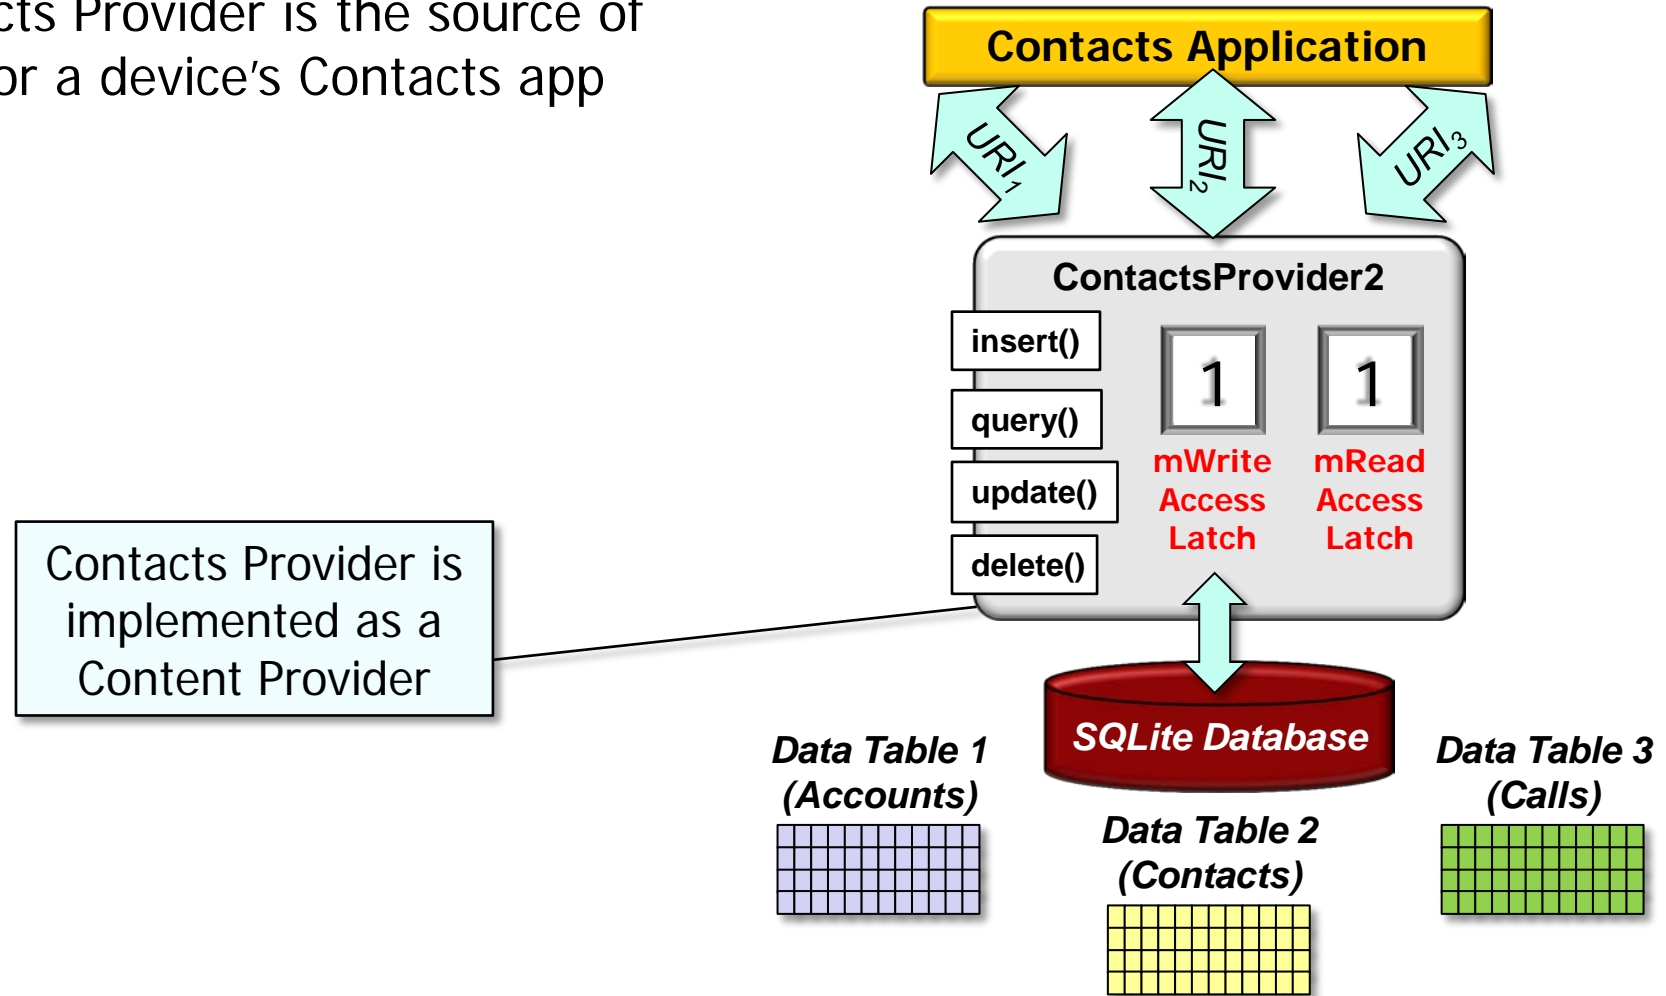 cts Provider is the source of
or a device's Contacts app
Contacts Application
URI1
URI2
URI3
ContactsProvider2
insert()
query()
update()
delete()
1
mWrite
Access
Latch
1
mRead
Access
Latch
Contacts Provider is
implemented as a
Content Provider
SQLite Database
Data Table 1
(Accounts)
Data Table 2
(Contacts)
Data Table 3
(Calls)